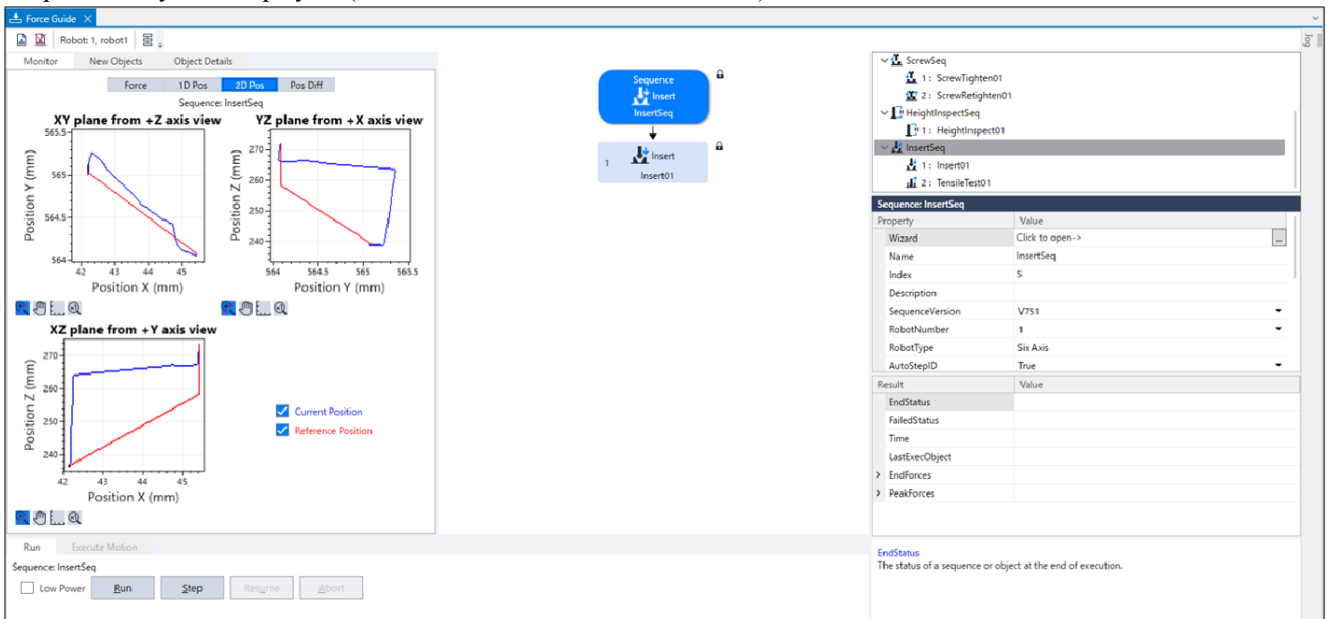 Force Guide
Robot: 1, robot1
Jog
Monitor New Objects Object Details
Force 1D Pos 2D Pos Pos Diff
Sequence: InsertSeq
XY plane from +Z axis view
565.5
565
564.5
564
Position Y (mm)
42 43 44 45
Position X (mm)
YZ plane from +X axis view
270
260
250
240
Position Z (mm)
564 564.5 565 565.5
Position Y (mm)
XZ plane from +Y axis view
270
260
250
240
Position Z (mm)
42 43 44 45
Position X (mm)
Current Position
Reference Position
Sequence
Insert
InsertSeq
1
Insert
Insert01
ScrewSeq
1 : ScrewTighten01
2 : ScrewRetighten01
HeightInspectSeq
1 : HeightInspect01
InsertSeq
1 : Insert01
2 : TensileTest01
Sequence: InsertSeq
Property Value
Wizard Click to open-> ...
Name InsertSeq
Index 5
Description
SequenceVersion V751
RobotNumber 1
RobotType Six Axis
AutoStepID True
Result Value
EndStatus
FailedStatus
Time
LastExecObject
EndForces
PeakForces
EndStatus
The status of a sequence or object at the end of execution.
Run Execute Motion
Sequence: InsertSeq
Low Power Run Step Resume Abort